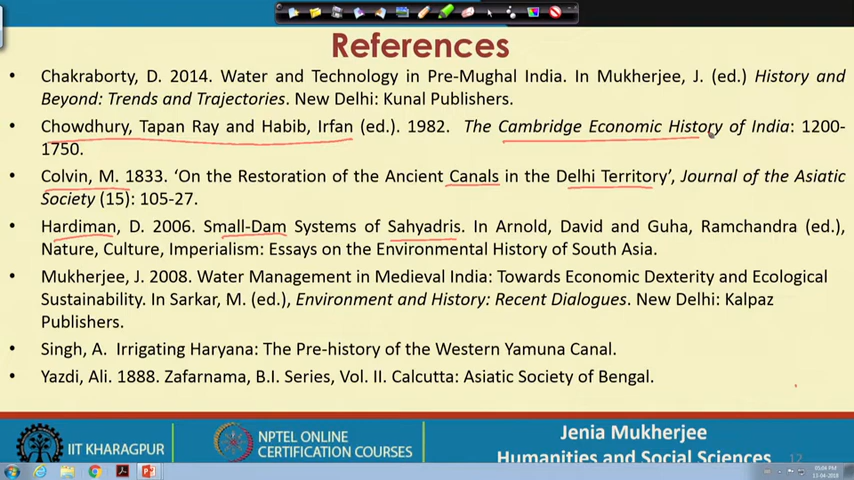 References
• Chakraborty, D. 2014. Water and Technology in Pre-Mughal India. In Mukherjee, J. (ed.) History and
Beyond: Trends and Trajectories. New Delhi: Kunal Publishers.
• Chowdhury, Tapan Ray and Habib, Irfan (ed.). 1982. The Cambridge Economic History of India: 1200-
1750.
• Colvin, M. 1833. ‘On the Restoration of the Ancient Canals in the Delhi Territory’, Journal of the Asiatic
Society (15): 105-27.
• Hardiman, D. 2006. Small-Dam Systems of Sahyadris. In Arnold, David and Guha, Ramchandra (ed.),
Nature, Culture, Imperialism: Essays on the Environmental History of South Asia.
• Mukherjee, J. 2008. Water Management in Medieval India: Towards Economic Dexterity and Ecological
Sustainability. In Sarkar, M. (ed.), Environment and History: Recent Dialogues. New Delhi: Kalpaz
Publishers.
• Singh, A. Irrigating Haryana: The Pre-history of the Western Yamuna Canal.
• Yazdi, Ali. 1888. Zafarnama, B.I. Series, Vol. II. Calcutta: Asiatic Society of Bengal.
IIT KHARAGPUR
NPTEL ONLINE
CERTIFICATION COURSES
Jenia Mukherjee
Humanities and Social Sciences
12
05:04 PM